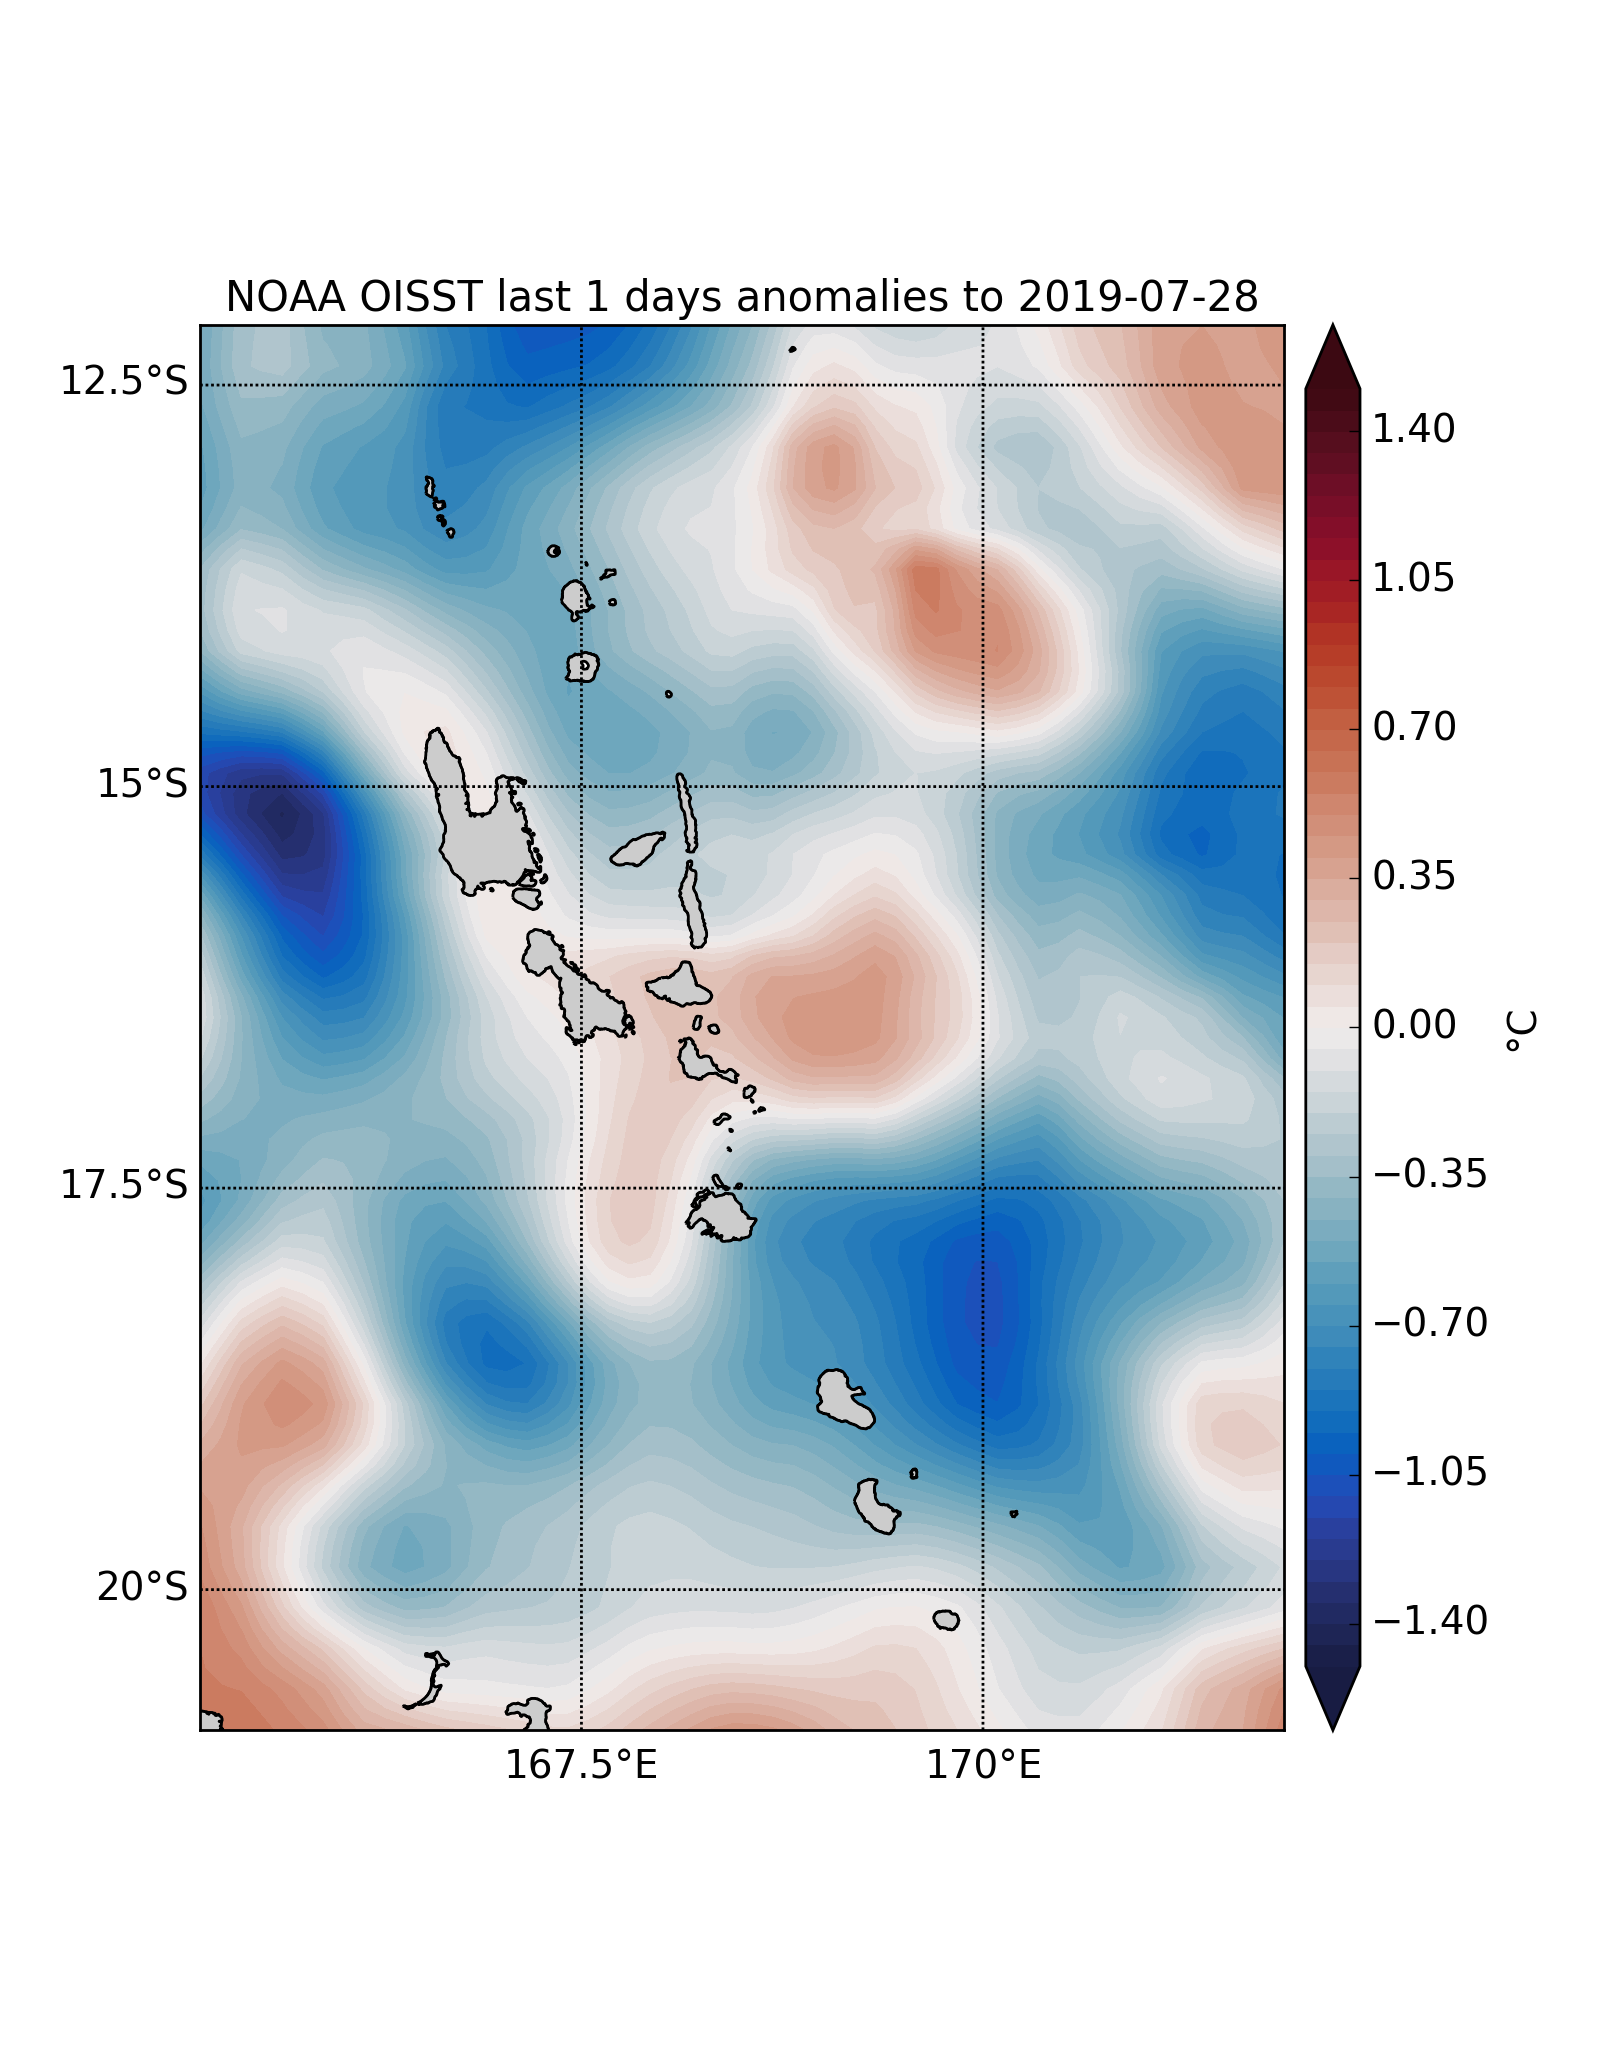 NOAA OISST last 1 days anomalies to 2019-07-28
12.5°S
15°S
17.5°S
20°S
167.5°E
170°E
1.40
1.05
0.70
0.35
0.00
−0.35
−0.70
−1.05
−1.40
°C